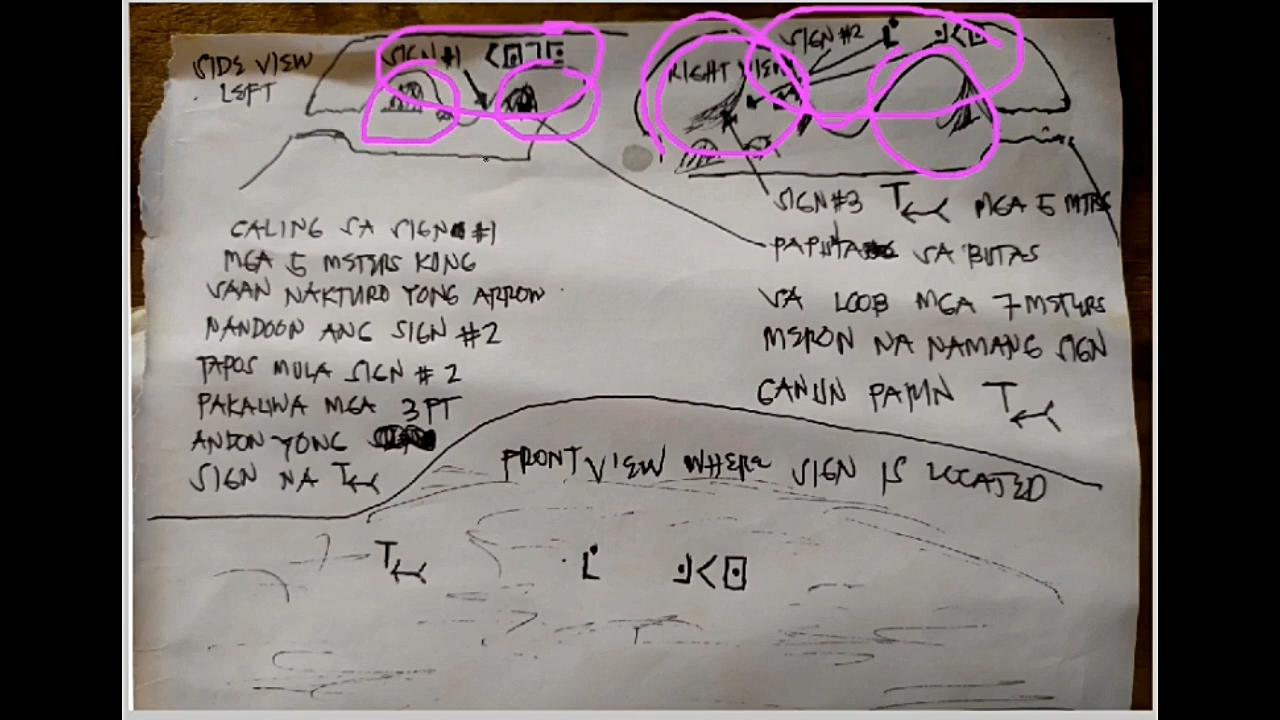 SIDE VIEW
LEFT
SIGN #1
RIGHT VIEW
SIGN #2
SIGN #3 T MGA 5 MTRS
PAPUNTA SA BUTAS
SA LOOB MGA 7 METERS
MERON NA NAMANG SIGN
GANUN PARIN T
GALING SA SIGN #1
MGA 5 METERS KUNG
SAAN NAKTURO YONG ARROW
NANDOON ANG SIGN #2
TAPOS MULA SIGN # 2
PAKALIWA MGA 3 PT
ANDON YONG
SIGN NA T
FRONT VIEW WHERE SIGN IS LOCATED
T